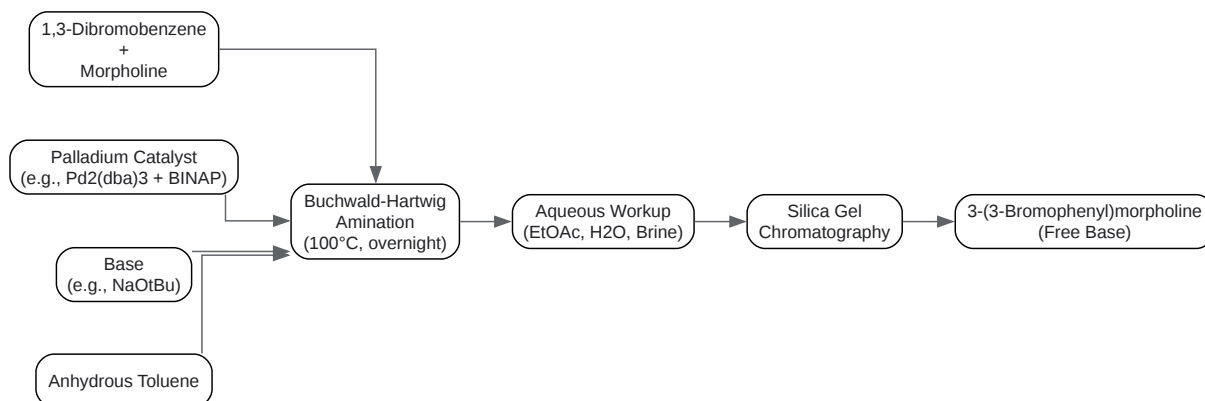 1,3-Dibromobenzene
+
Morpholine
Palladium Catalyst
(e.g., Pd2(dba)3 + BINAP)
Base
(e.g., NaOtBu)
Anhydrous Toluene
Buchwald-Hartwig
Amination
(100°C, overnight)
Aqueous Workup
(EtOAc, H2O, Brine)
Silica Gel
Chromatography
3-(3-Bromophenyl)morpholine
(Free Base)